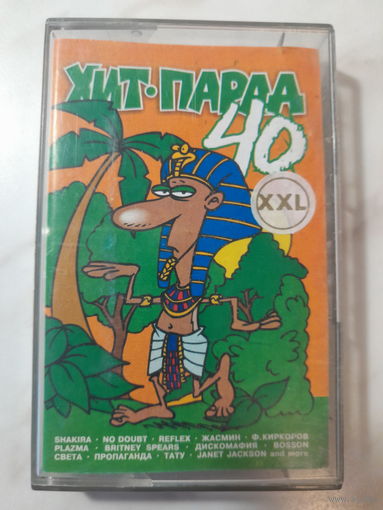 ХИТ·ПАРАД
40
XXL
SHAKIRA · NO DOUBT · REFLEX · ЖАСМИН · Ф.КИРКОРОВ
PLAZMA · BRITNEY SPEARS · ДИСКОМАФИЯ · BOSSON
СВЕТА · ПРОПАГАНДА · ТАТУ · JANET JACKSON and more